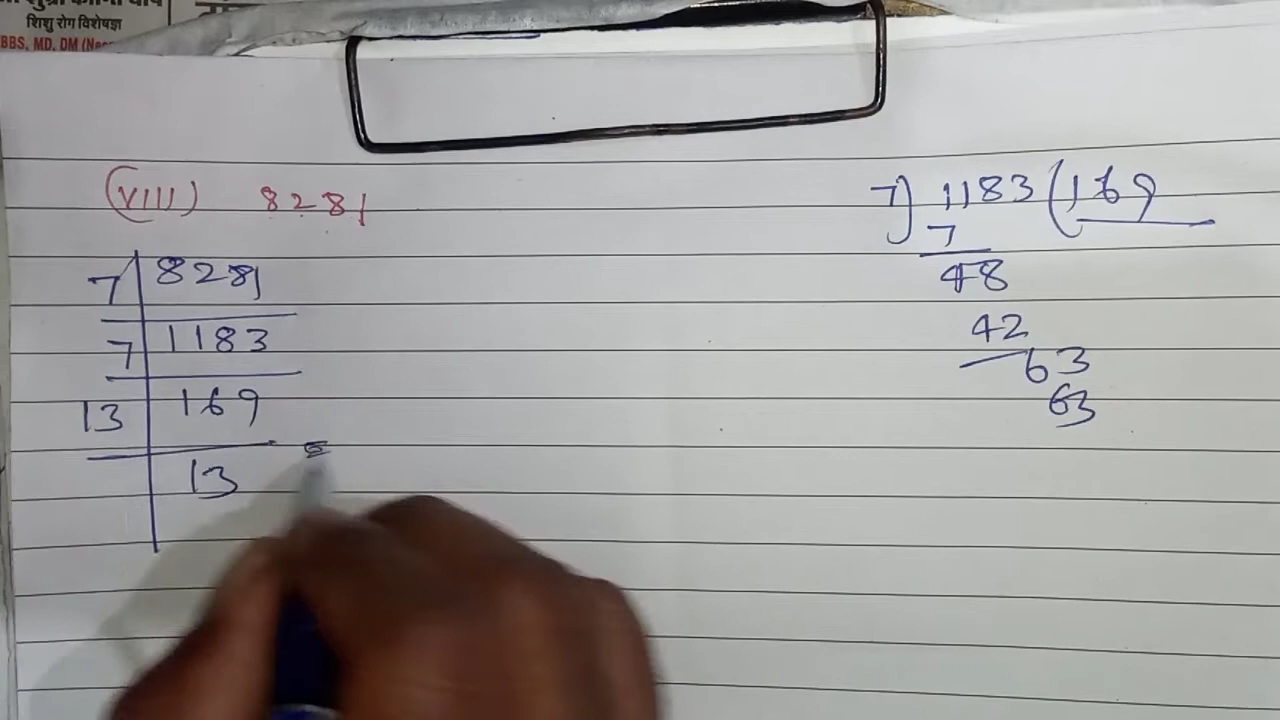 शिशु रोग विशेषज्ञ
BBS, MD, DM
(VIII) 8281
7 8281
7 1183
13 169
13
7) 1183 (169
7
48
42
63
63